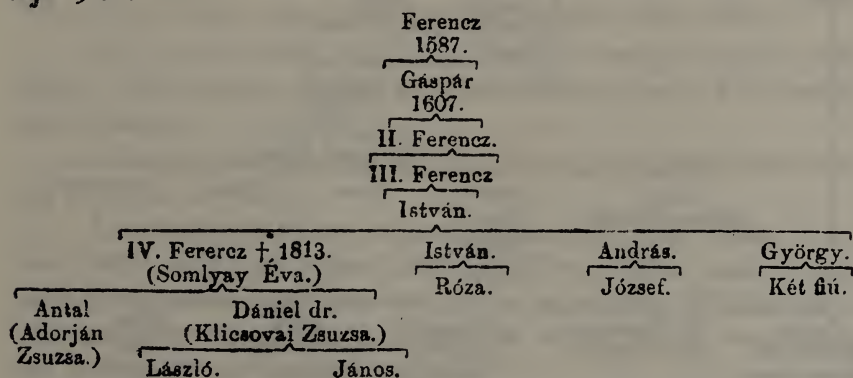 Ferencz
1587.
Gáspár
1607.
II. Ferencz.
III. Ferencz
István.
IV. Ferercz † 1813. István. András. György.
(Somlyay Éva.) Róza. József. Két fiú.
Antal Dániel dr.
(Adorján (Klicsovai Zsuzsa.)
Zsuzsa.)
László. János.